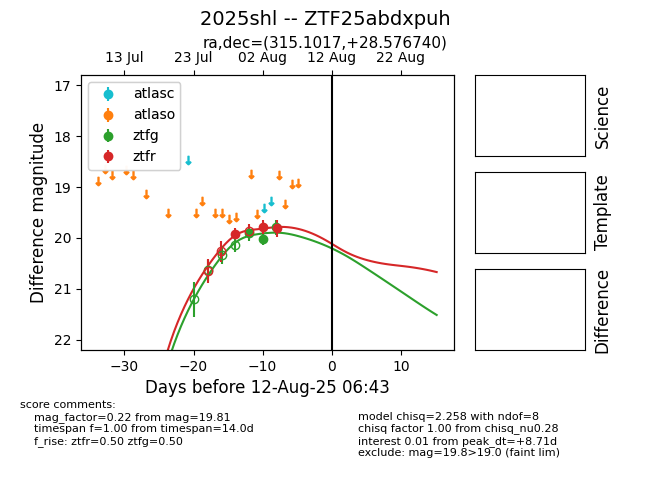 2025shl -- ZTF25abdxpuh
ra,dec=(315.1017,+28.576740)
13 Jul
23 Jul
02 Aug
12 Aug
22 Aug
atlasc
atlaso
ztfg
ztfr
17
18
19
20
21
22
Difference magnitude
−30
−20
−10
0
10
Days before 12-Aug-25 06:43
Science
Template
Difference
score comments:
mag_factor=0.22 from mag=19.81
timespan f=1.00 from timespan=14.0d
f_rise: ztfr=0.50 ztfg=0.50
model chisq=2.258 with ndof=8
chisq factor 1.00 from chisq_nu0.28
interest 0.01 from peak_dt=+8.71d
exclude: mag=19.8>19.0 (faint lim)